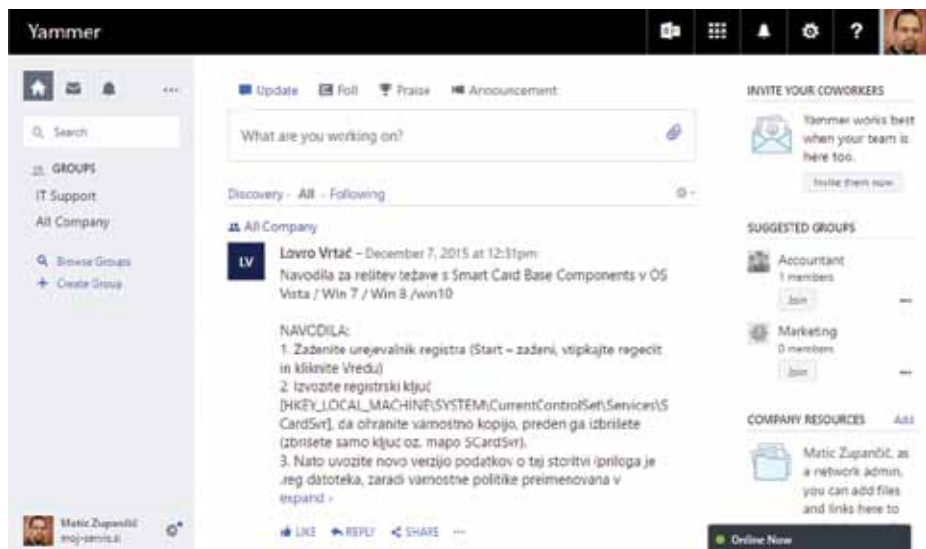 Yammer
?
Search
GROUPS
IT Support
All Company
Browse Groups
+ Create Group
Matic Zupančič
moj-servis.si
Update Poll Praise Announcement
What are you working on?
Discovery - All - Following
All Company
LV
Lovro Vrtač – December 7, 2015 at 12:31pm
Navodila za rešitev težave s Smart Card Base Components v OS
Vista / Win 7 / Win 8 /win10
NAVODILA:
1. Zaženite urejevalnik registra (Start – zaženi, vtipkajte regedit
in kliknite Vredu)
2. Izvozite registrski ključ
[HKEY_LOCAL_MACHINE\SYSTEM\CurrentControlSet\Services\S
CardSvr], da ohranite varnostno kopijo, preden ga izbrišete
(zbrišete samo ključ oz. mapo SCardSvr).
3. Nato uvozite novo verzijo podatkov o tej storitvi (priloga je
.reg datoteka, zaradi varnostne politike preimenovana v
expand ›
LIKE REPLY SHARE ...
INVITE YOUR COWORKERS
Yammer works best
when your team is
here too.
Invite them now
SUGGESTED GROUPS
Accountant
1 members
Join
Marketing
0 members
Join
COMPANY RESOURCES Add
Matic Zupančič, as
a network admin,
you can add files
and links here to
Online Now